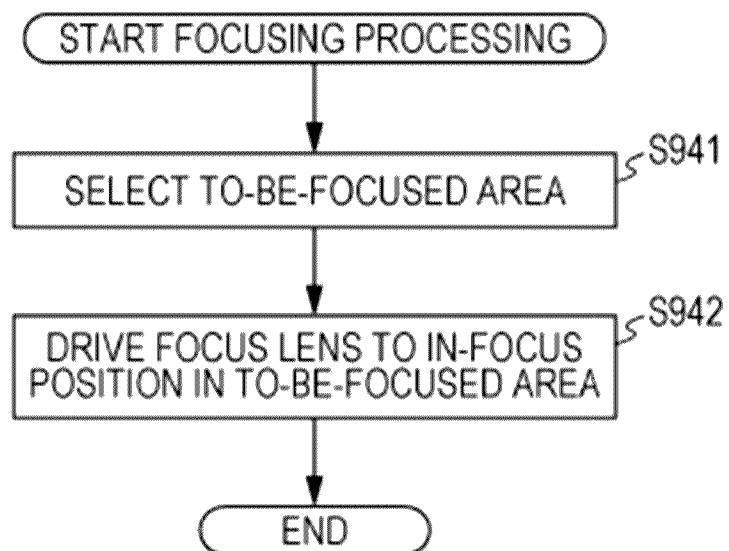 START FOCUSING PROCESSING
S941
SELECT TO-BE-FOCUSED AREA
S942
DRIVE FOCUS LENS TO IN-FOCUS
POSITION IN TO-BE-FOCUSED AREA
END